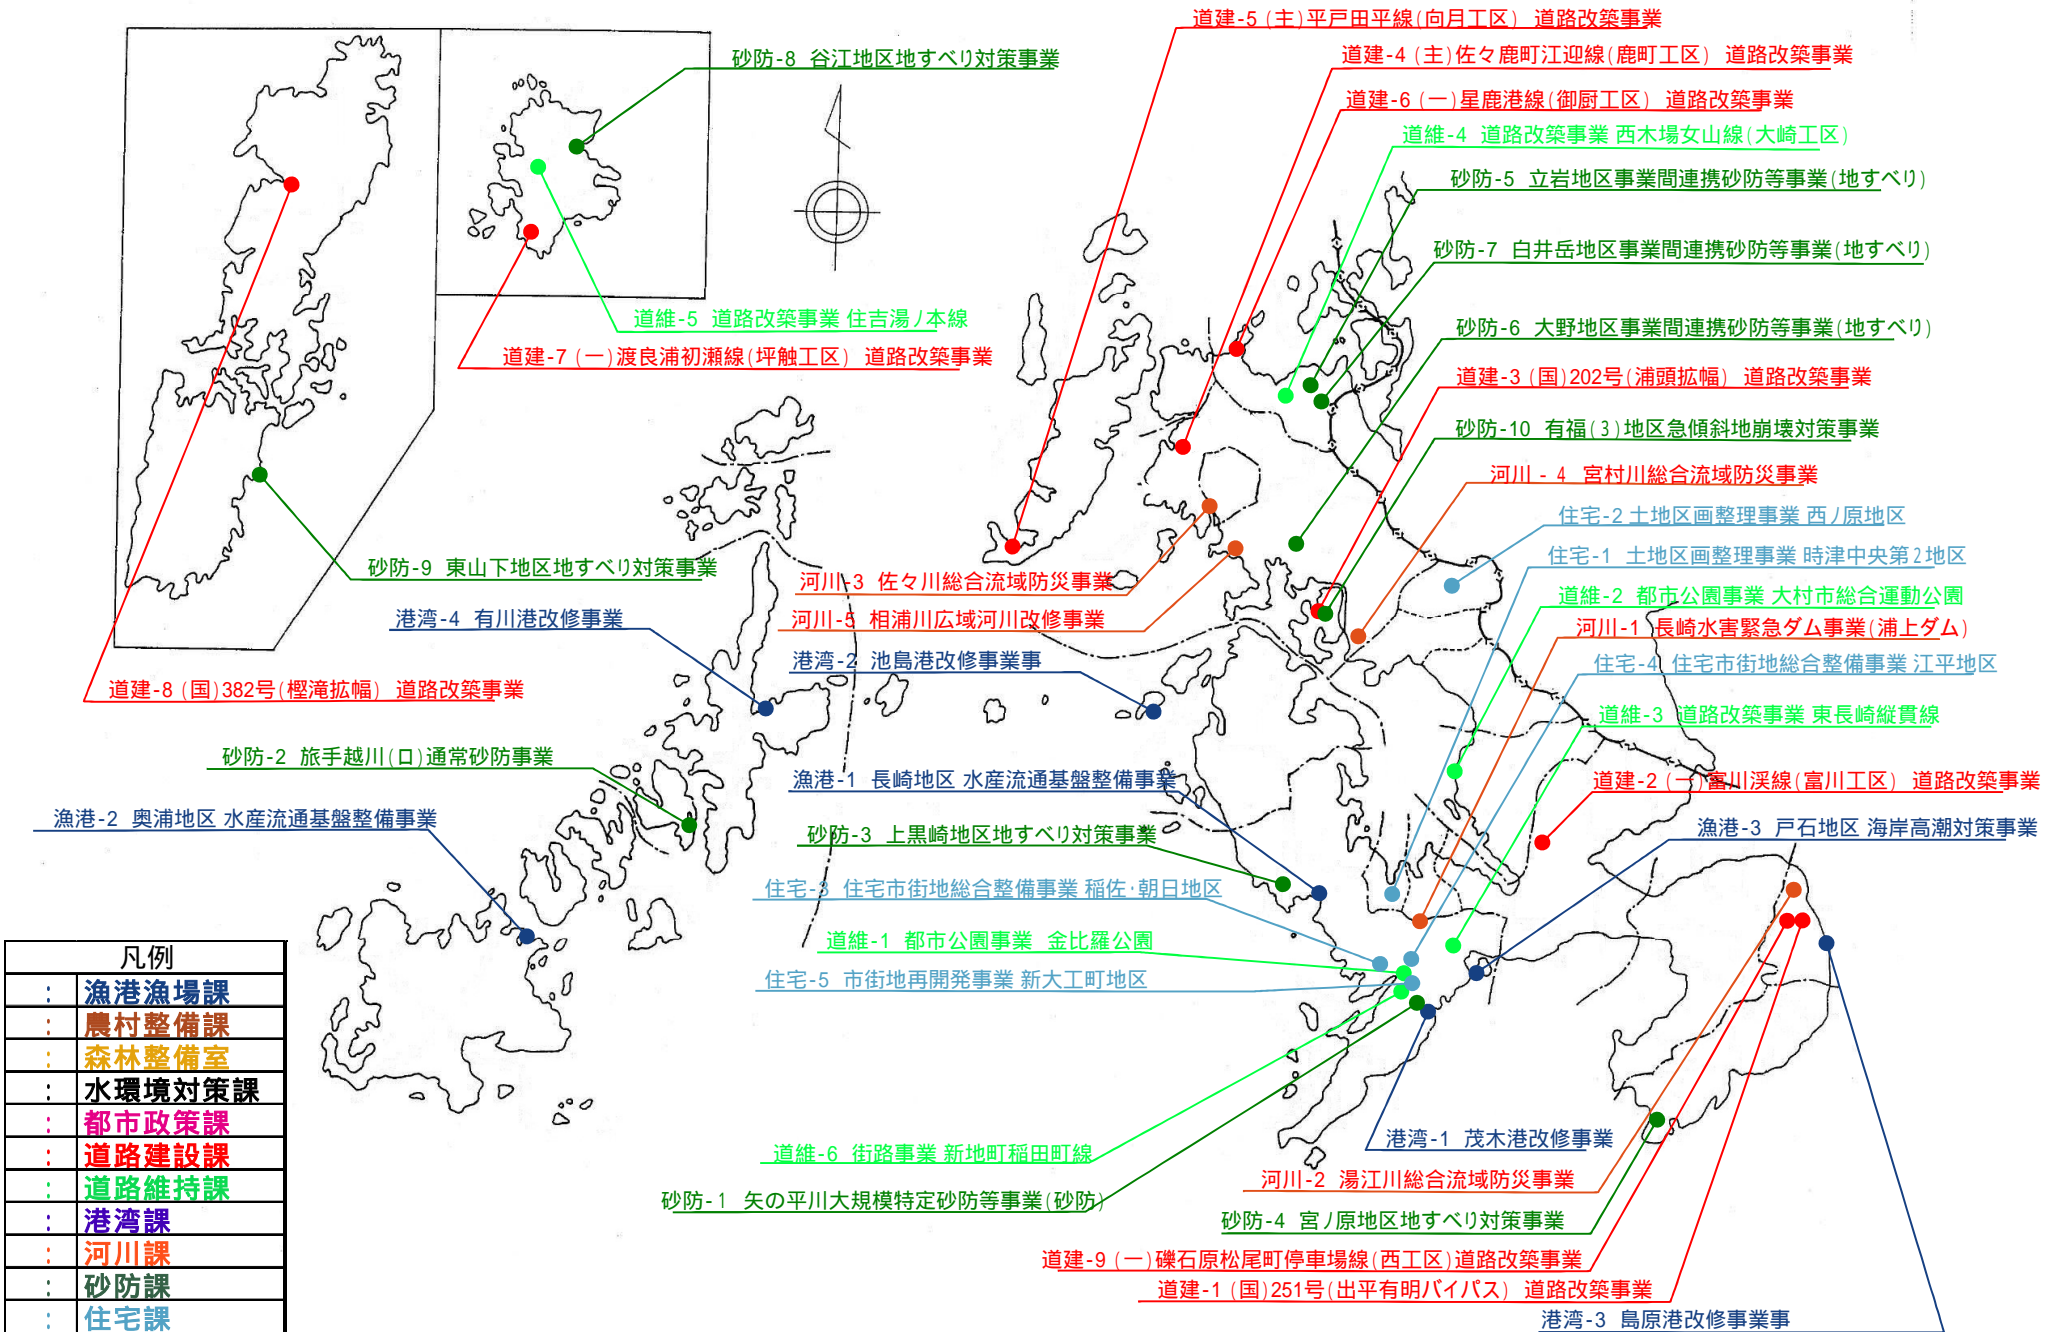 道建-5 (主)平戸田平線(向月工区) 道路改築事業
砂防-8 谷江地区地すべり対策事業
道建-4 (主)佐々鹿町江迎線(鹿町工区) 道路改築事業
道建-6 (一)星鹿港線(御厨工区) 道路改築事業
道維-4 道路改築事業 西木場女山線(大崎工区)
砂防-5 立岩地区事業間連携砂防等事業(地すべり)
砂防-7 白井岳地区事業間連携砂防等事業(地すべり)
道維-5 道路改築事業 住吉湯ノ本線
砂防-6 大野地区事業間連携砂防等事業(地すべり)
道建-7 (一)渡良浦初瀬線(坪触工区) 道路改築事業
道建-3 (国)202号(浦頭拡幅) 道路改築事業
砂防-10 有福(3)地区急傾斜地崩壊対策事業
河川-4 宮村川総合流域防災事業
住宅-2 土地区画整理事業 西ノ原地区
住宅-1 土地区画整理事業 時津中央第2地区
砂防-9 東山下地区地すべり対策事業
河川-3 佐々川総合流域防災事業
道維-2 都市公園事業 大村市総合運動公園
港湾-4 有川港改修事業
河川-5 相浦川広域河川改修事業
河川-1 長崎水害緊急ダム事業(浦上ダム)
港湾-2 池島港改修事業事
住宅-4 住宅市街地総合整備事業 江平地区
道建-8 (国)382号(樫滝拡幅) 道路改築事業
道維-3 道路改築事業 東長崎縦貫線
砂防-2 旅手越川(口)通常砂防事業
漁港-1 長崎地区 水産流通基盤整備事業
道建-2 (一)富川渓線(富川工区) 道路改築事業
漁港-2 奥浦地区 水産流通基盤整備事業
砂防-3 上黒崎地区地すべり対策事業
漁港-3 戸石地区 海岸高潮対策事業
住宅-3 住宅市街地総合整備事業 稲佐・朝日地区
道維-1 都市公園事業 金比羅公園
住宅-5 市街地再開発事業 新大工町地区
凡例
: 漁港漁場課
: 農村整備課
: 森林整備室
: 水環境対策課
: 都市政策課
: 道路建設課
: 道路維持課
: 港湾課
: 河川課
: 砂防課
: 住宅課
港湾-1 茂木港改修事業
道維-6 街路事業 新地町稲田町線
河川-2 湯江川総合流域防災事業
砂防-1 矢の平川大規模特定砂防等事業(砂防)
砂防-4 宮ノ原地区地すべり対策事業
道建-9 (一)礫石原松尾町停車場線(西工区)道路改築事業
道建-1 (国)251号(出平有明バイパス) 道路改築事業
港湾-3 島原港改修事業事